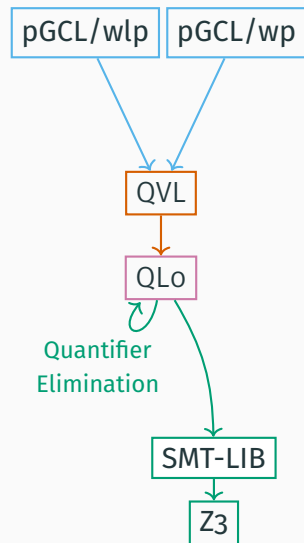 pGCL/wlp pGCL/wp
QVL
QLo
Quantifier
Elimination
SMT-LIB
Z3